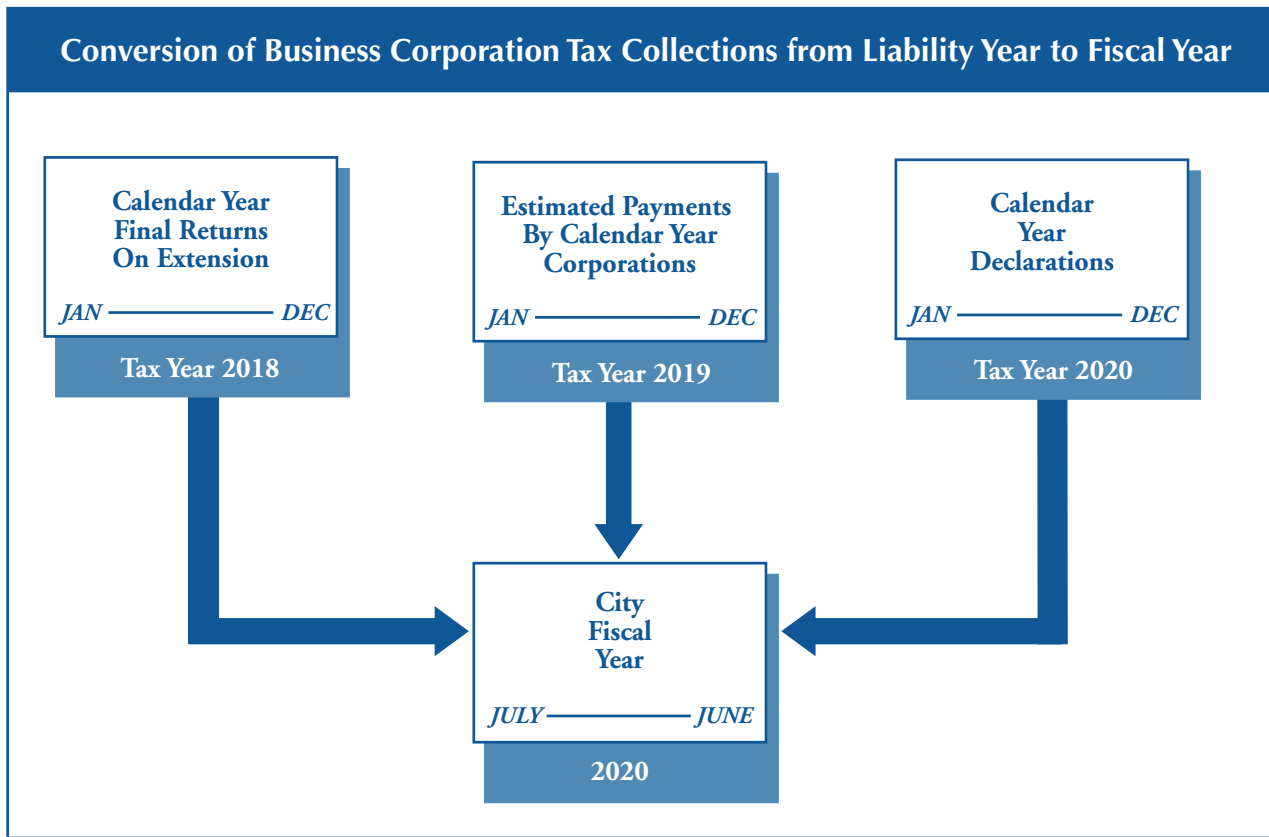 Conversion of Business Corporation Tax Collections from Liability Year to Fiscal Year
Calendar Year
Final Returns
On Extension
JAN DEC
Tax Year 2018
Estimated Payments
By Calendar Year
Corporations
JAN DEC
Tax Year 2019
Calendar
Year
Declarations
JAN DEC
Tax Year 2020
City
Fiscal
Year
JULY JUNE
2020